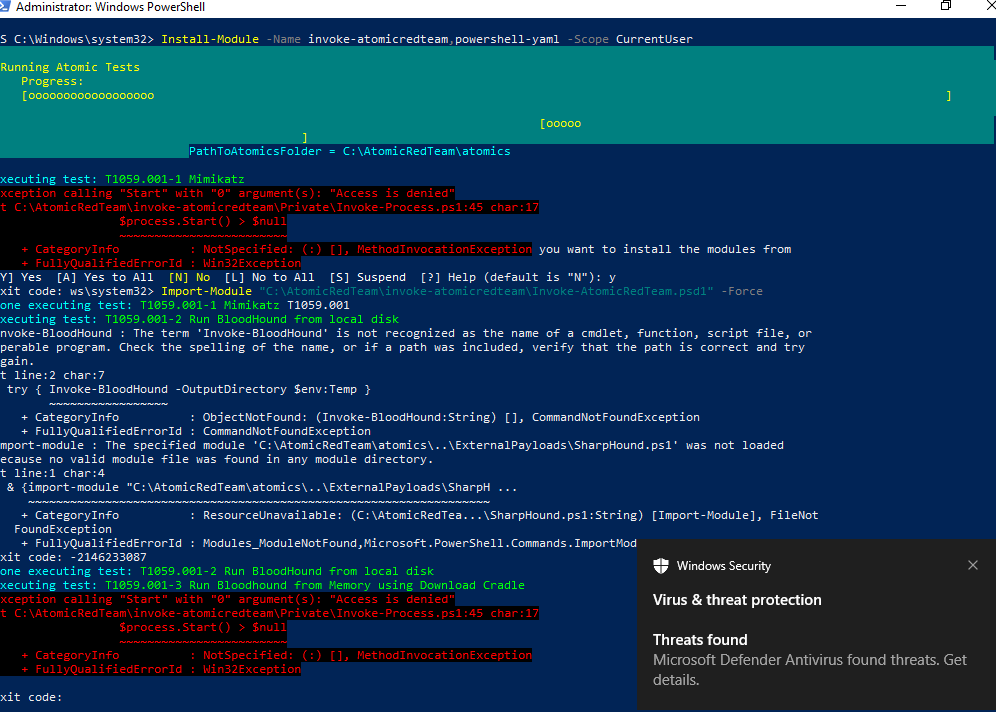 Administrator: Windows PowerShell
S C:\Windows\system32> Install-Module -Name invoke-atomicredteam,powershell-yaml -Scope CurrentUser
Running Atomic Tests
Progress:
[oooooooooooooooooo ]
[ooooo
]
PathToAtomicsFolder = C:\AtomicRedTeam\atomics
xecuting test: T1059.001-1 Mimikatz
xception calling "Start" with "0" argument(s): "Access is denied"
t C:\AtomicRedTeam\invoke-atomicredteam\Private\Invoke-Process.ps1:45 char:17
$process.Start() > $null
~~~~~~~~~~~~~~~~~~~~~~~~
+ CategoryInfo : NotSpecified: (:) [], MethodInvocationException you want to install the modules from
+ FullyQualifiedErrorId : Win32Exception
Y] Yes [A] Yes to All [N] No [L] No to All [S] Suspend [?] Help (default is "N"): y
xit code: ws\system32> Import-Module "C:\AtomicRedTeam\invoke-atomicredteam\Invoke-AtomicRedTeam.psd1" -Force
one executing test: T1059.001-1 Mimikatz T1059.001
xecuting test: T1059.001-2 Run BloodHound from local disk
nvoke-BloodHound : The term 'Invoke-BloodHound' is not recognized as the name of a cmdlet, function, script file, or
perable program. Check the spelling of the name, or if a path was included, verify that the path is correct and try
gain.
t line:2 char:7
try { Invoke-BloodHound -OutputDirectory $env:Temp }
~~~~~~~~~~~~~~~~~
+ CategoryInfo : ObjectNotFound: (Invoke-BloodHound:String) [], CommandNotFoundException
+ FullyQualifiedErrorId : CommandNotFoundException
mport-module : The specified module 'C:\AtomicRedTeam\atomics\..\ExternalPayloads\SharpHound.ps1' was not loaded
ecause no valid module file was found in any module directory.
t line:1 char:4
& {import-module "C:\AtomicRedTeam\atomics\..\ExternalPayloads\SharpH ...
~~~~~~~~~~~~~~~~~~~~~~~~~~~~~~~~~~~~~~~~~~~~~~~~~~~~~~~~~~~~~~~~~~
+ CategoryInfo : ResourceUnavailable: (C:\AtomicRedTea...\SharpHound.ps1:String) [Import-Module], FileNot
FoundException
+ FullyQualifiedErrorId : Modules_ModuleNotFound,Microsoft.PowerShell.Commands.ImportMod
xit code: -2146233087
one executing test: T1059.001-2 Run BloodHound from local disk
xecuting test: T1059.001-3 Run Bloodhound from Memory using Download Cradle
xception calling "Start" with "0" argument(s): "Access is denied"
t C:\AtomicRedTeam\invoke-atomicredteam\Private\Invoke-Process.ps1:45 char:17
$process.Start() > $null
~~~~~~~~~~~~~~~~~~~~~~~~
+ CategoryInfo : NotSpecified: (:) [], MethodInvocationException
+ FullyQualifiedErrorId : Win32Exception
xit code:
Windows Security
Virus & threat protection
Threats found
Microsoft Defender Antivirus found threats. Get
details.